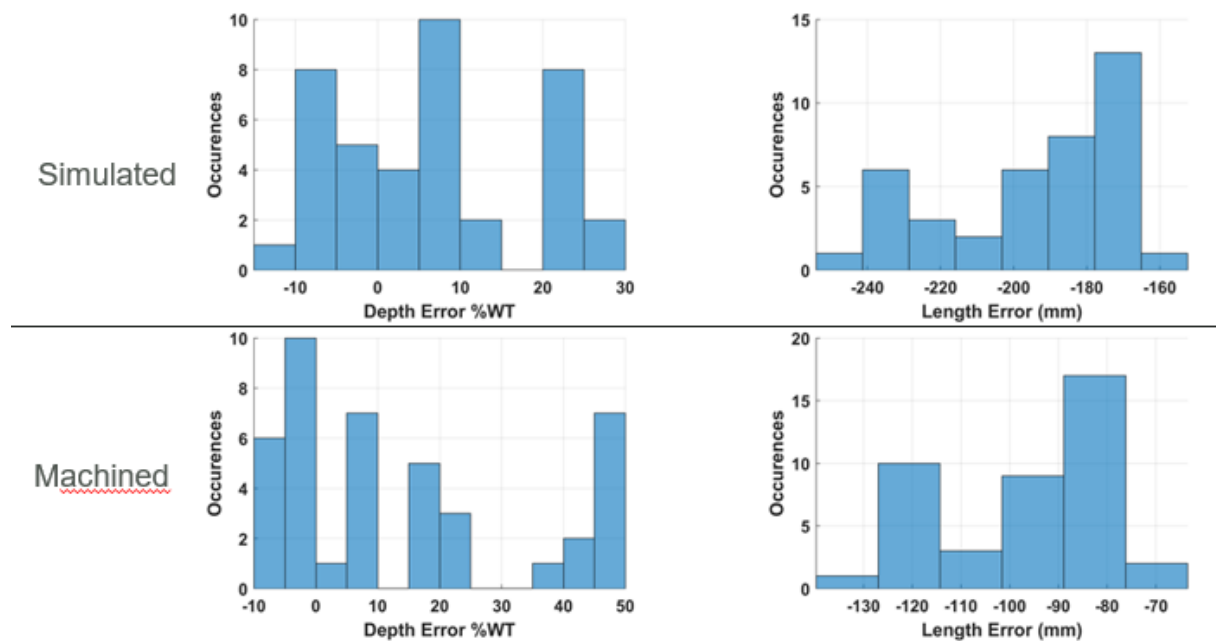 Simulated
Occurences
10
8
6
4
2
0
-10 0 10 20 30
Depth Error %WT
Occurences
15
10
5
0
-240 -220 -200 -180 -160
Length Error (mm)
Machined
Occurences
10
8
6
4
2
0
-10 0 10 20 30 40 50
Depth Error %WT
Occurences
20
15
10
5
0
-130 -120 -110 -100 -90 -80 -70
Length Error (mm)